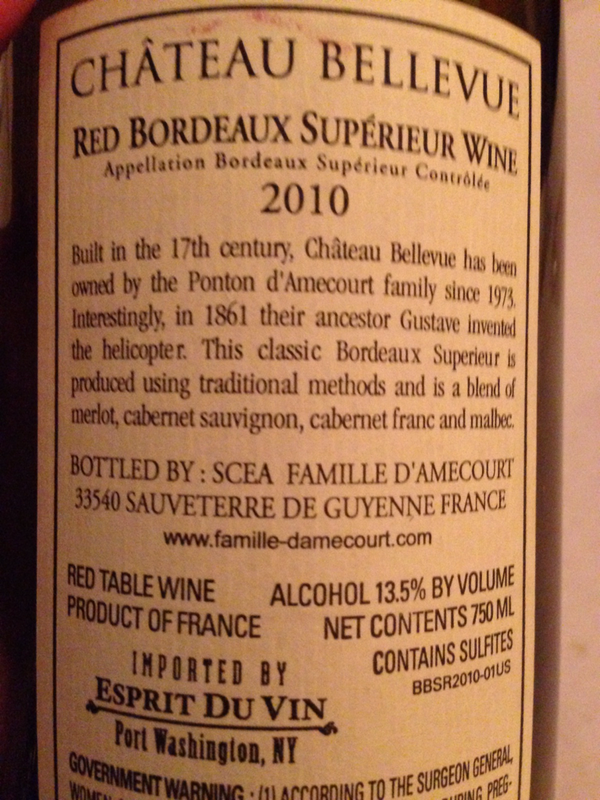 CHÂTEAU BELLEVUE
RED BORDEAUX SUPÉRIEUR WINE
Appellation Bordeaux Supérieur Contrôlée
2010
Built in the 17th century, Château Bellevue has been
owned by the Ponton d'Amecourt family since 1973.
Interestingly, in 1861 their ancestor Gustave invented
the helicopter. This classic Bordeaux Superieur is
produced using traditional methods and is a blend of
merlot, cabernet sauvignon, cabernet franc and malbec.
BOTTLED BY : SCEA FAMILLE D'AMECOURT
33540 SAUVETERRE DE GUYENNE FRANCE
www.famille-damecourt.com
RED TABLE WINE ALCOHOL 13.5% BY VOLUME
PRODUCT OF FRANCE NET CONTENTS 750 ML
CONTAINS SULFITES
BBSR2010-01US
IMPORTED BY
ESPRIT DU VIN
Port Washington, NY
GOVERNMENT WARNING : (1) ACCORDING TO THE SURGEON GENERAL,
WOMEN PREG-